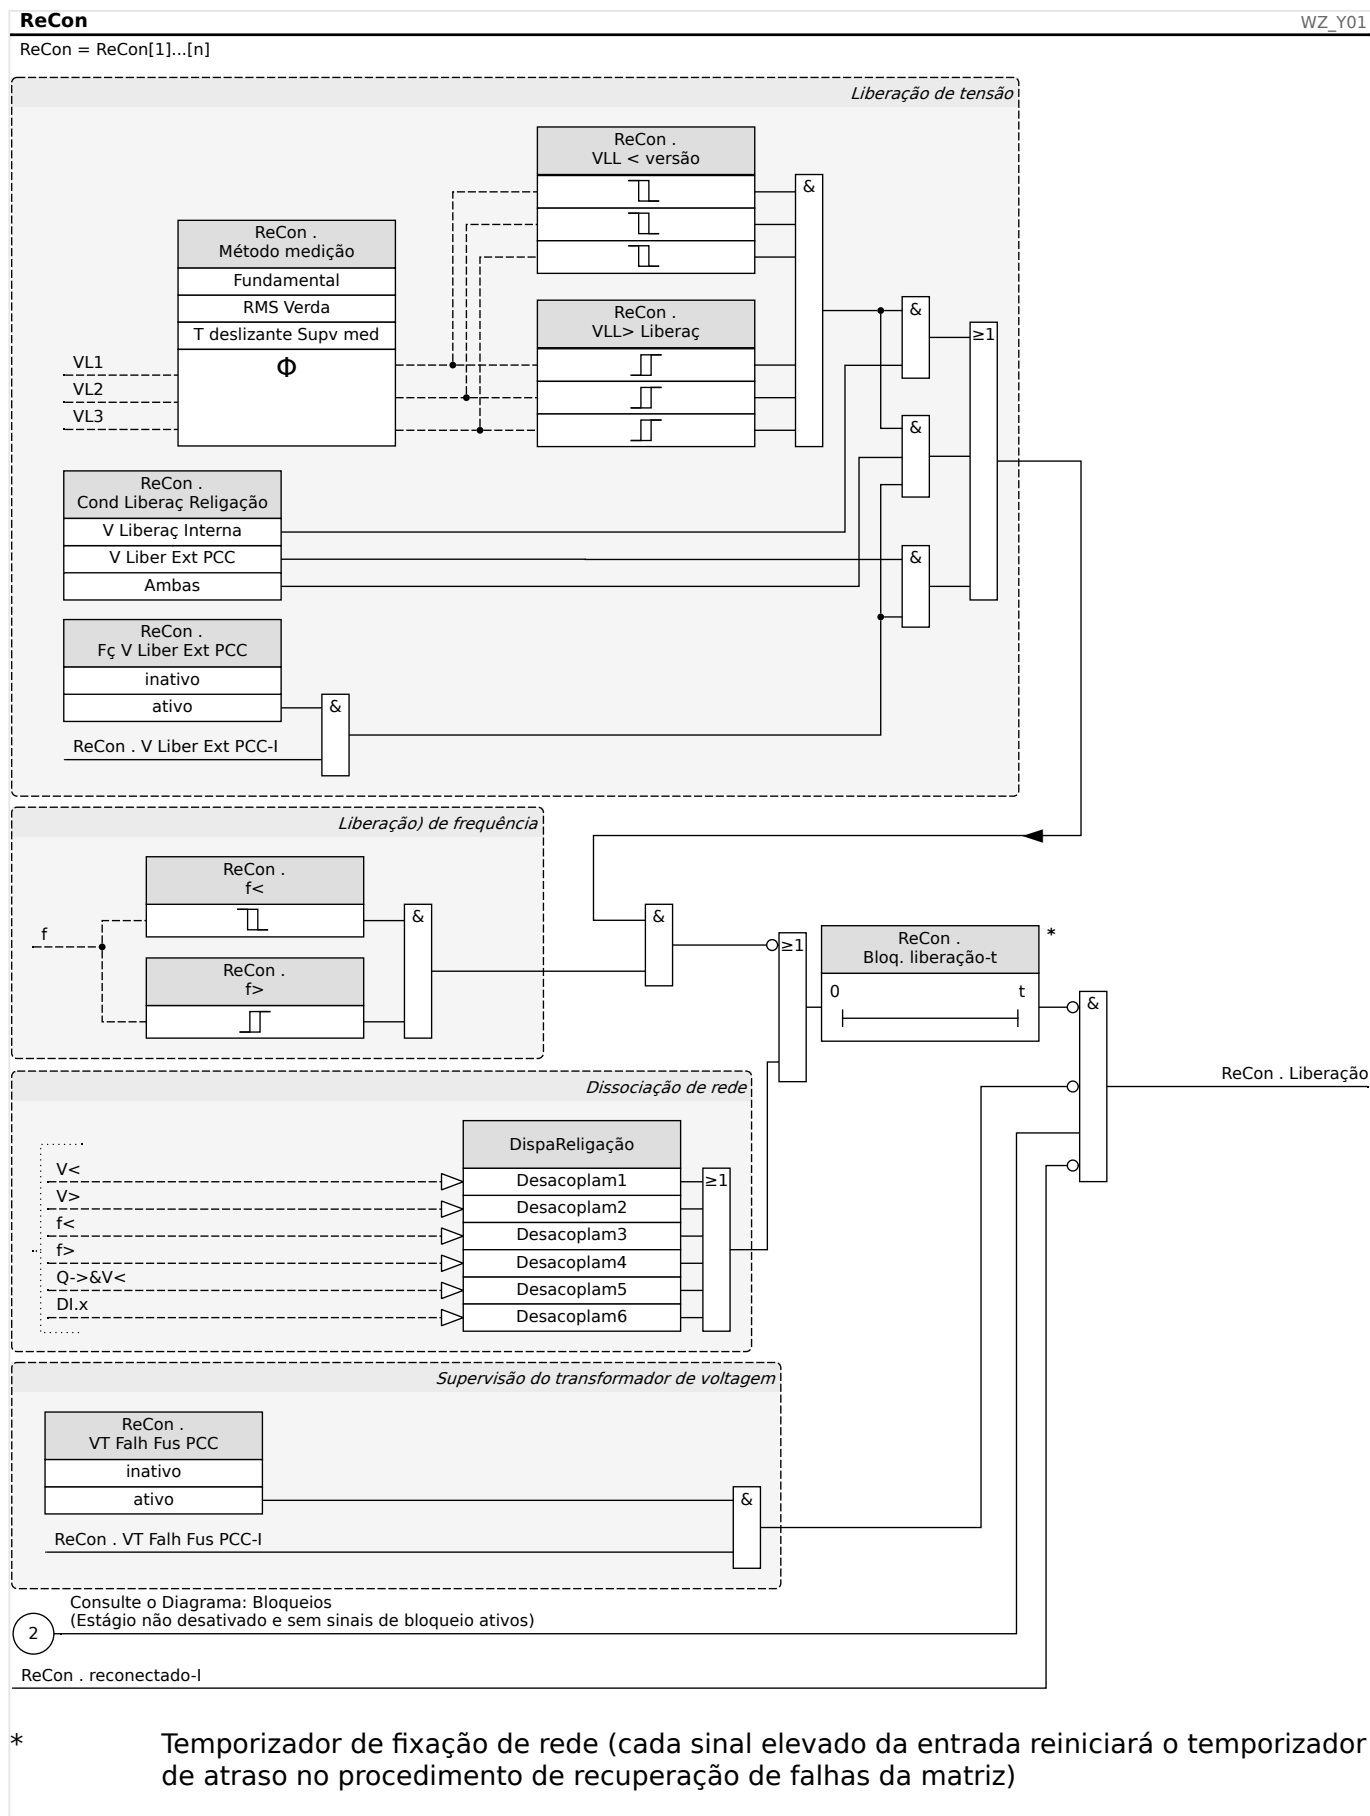 ReCon
WZ_Y01
ReCon = ReCon[1]...[n]
Liberação de tensão
ReCon .
VLL < versão
&
ReCon .
Método medição
Fundamental
RMS Verda
T deslizante Supv med
Φ
VL1
VL2
VL3
ReCon .
VLL> Liberaç
&
≥1
&
ReCon .
Cond Liberaç Religação
V Liberaç Interna
V Liber Ext PCC
Ambas
&
ReCon .
Fç V Liber Ext PCC
inativo
ativo
&
ReCon . V Liber Ext PCC-I
Liberação) de frequência
ReCon .
f<
f
&
ReCon .
f>
&
≥1
ReCon .
Bloq. liberação-t
*
0 t
&
ReCon . Liberação
Dissociação de rede
DispaReligação
V<
Desacoplam1
≥1
V>
Desacoplam2
f<
Desacoplam3
f>
Desacoplam4
Q->&V<
Desacoplam5
DI.x
Desacoplam6
Supervisão do transformador de voltagem
ReCon .
VT Falh Fus PCC
inativo
ativo
&
ReCon . VT Falh Fus PCC-I
Consulte o Diagrama: Bloqueios
(Estágio não desativado e sem sinais de bloqueio ativos)
2
ReCon . reconectado-I
* Temporizador de fixação de rede (cada sinal elevado da entrada reiniciará o temporizador
de atraso no procedimento de recuperação de falhas da matriz)